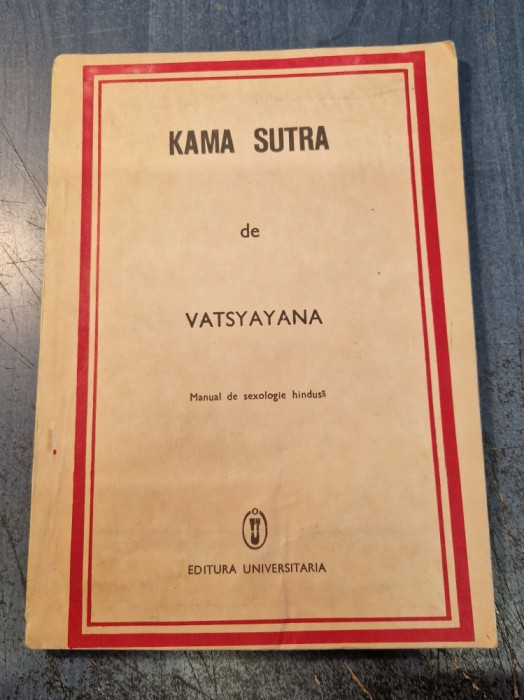 KAMA SUTRA
de
VATSYAYANA
Manual de sexologie hindusă
U
EDITURA UNIVERSITARIA